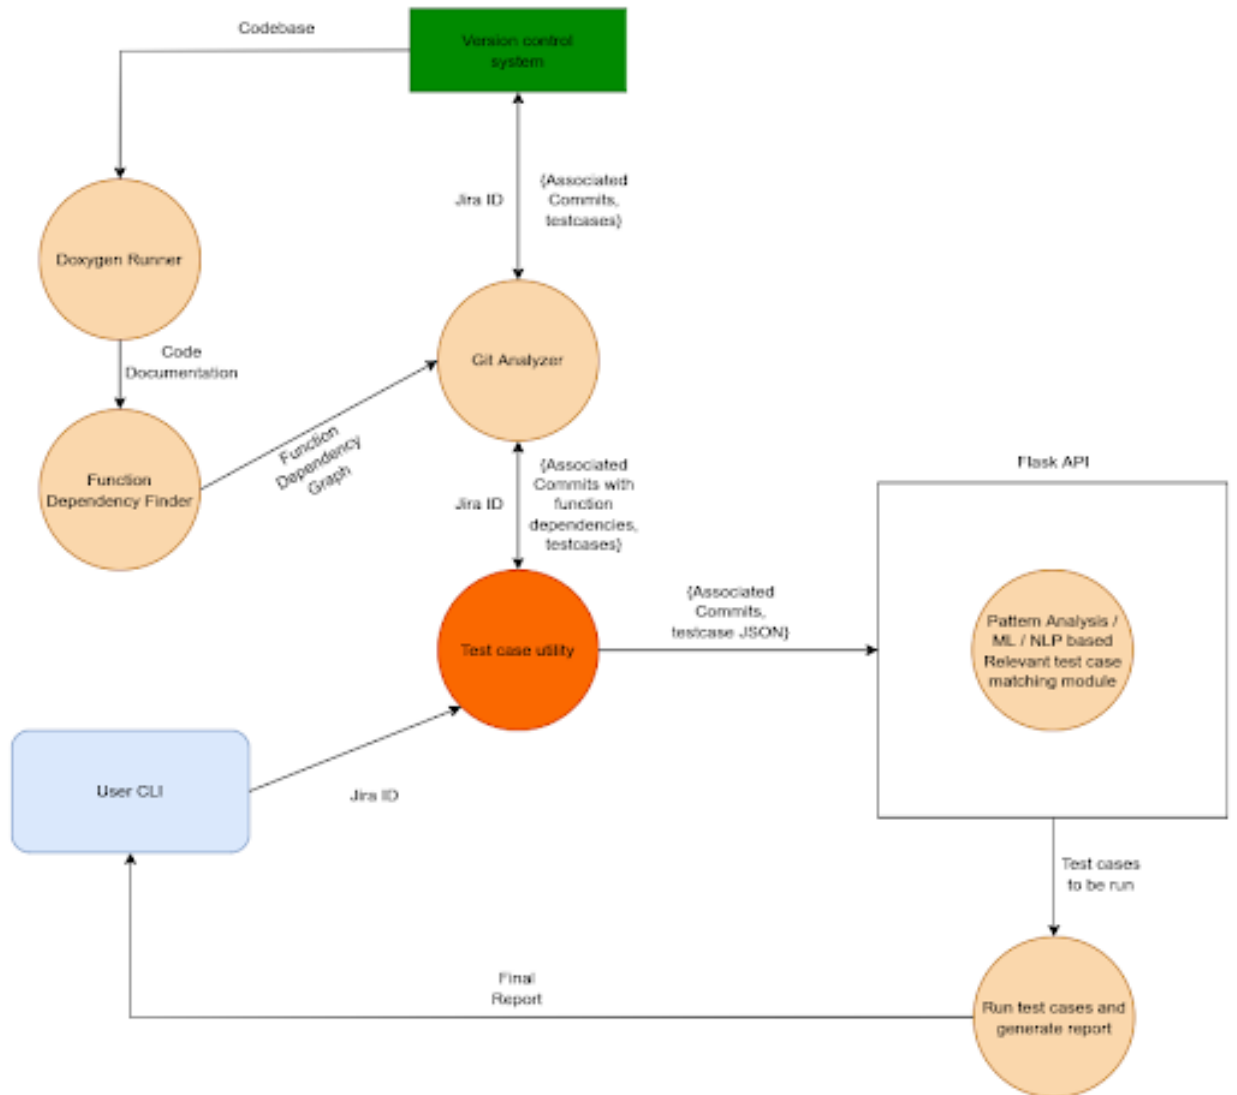 Codebase
Version control
system
Jira ID
{Associated
Commits,
testcases}
Doxygen Runner
Git Analyzer
Code
Documentation
Function
Dependency
Graph
Function
Dependency Finder
Jira ID
{Associated
Commits with
function
dependencies,
testcases}
Flask API
{Associated
Commits,
testcase JSON}
Test case utility
Pattern Analysis /
ML / NLP based
Relevant test case
matching module
User CLI
Jira ID
Test cases
to be run
Final
Report
Run test cases and
generate report